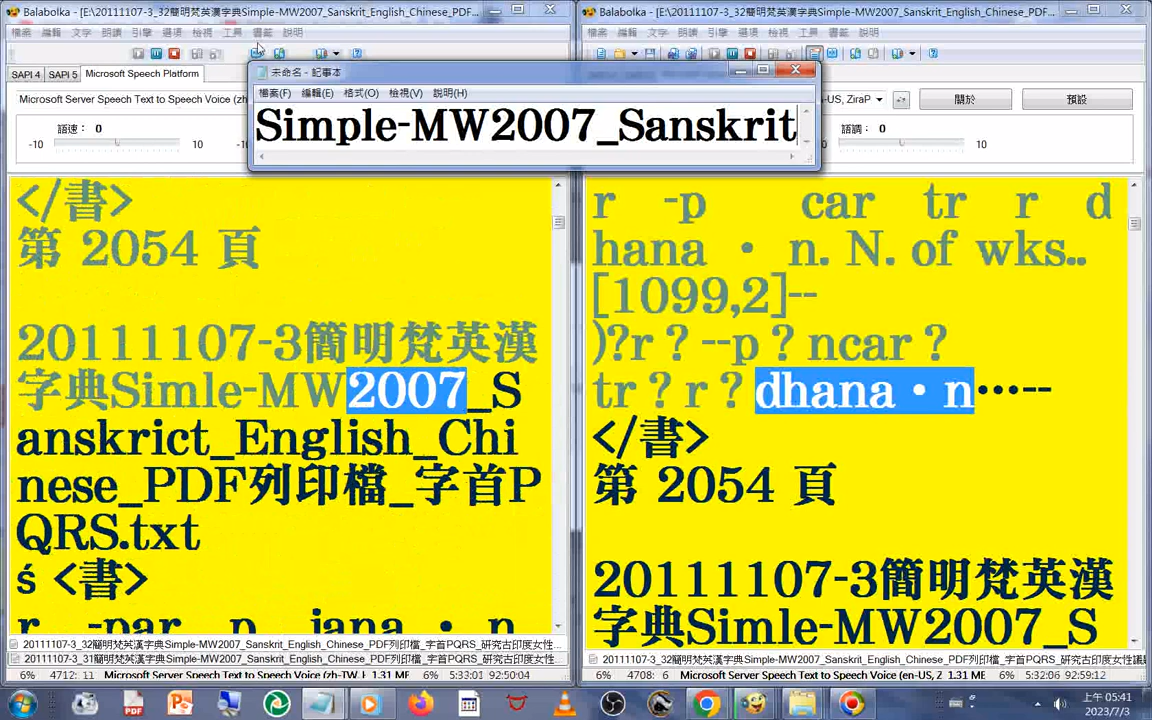 Balabolka - [E:\20111107-3_32簡明梵英漢字典Simple-MW2007_Sanskrit_English_Chinese_PDF...
檔案 編輯 文字 朗讀 引擎 選項 檢視 工具 書籤 說明
SAPI 4 SAPI 5 Microsoft Speech Platform
Microsoft Server Speech Text to Speech Voice (zh
語速: 0
-10 10 -10
</書>
第 2054 頁
20111107-3簡明梵英漢
字典Simle-MW2007_S
anskrict_English_Chi
nese_PDF列印檔_字首P
QRS.txt
ś <書>
r -par p jana • n
20111107-3_32簡明梵英漢字典Simple-MW2007_Sanskrit_English_Chinese_PDF列印檔_字首PQRS_研究古印度女性...
20111107-3_31簡明梵英漢字典Simple-MW2007_Sanskrit_English_Chinese_PDF列印檔_字首PQRS_研究古印度女性...
6% 4712: 11 Microsoft Server Speech Text to Speech Voice (zh-TW, 1.31 MB 6% 5:33:01 92:50:04
未命名 - 記事本
檔案(F) 編輯(E) 格式(O) 檢視(V) 說明(H)
Simple-MW2007_Sanskrit
Balabolka - [E:\20111107-3_32簡明梵英漢字典Simple-MW2007_Sanskrit_English_Chinese_PDF...
檔案 編輯 文字 朗讀 引擎 選項 檢視 工具 書籤 說明
-US, ZiraP 關於 預設
語調: 0
10
r -p car tr r d
hana • n. N. of wks..
[1099,2]--
)?r ? --p ? ncar ?
tr ? r ? dhana • n…--
</書>
第 2054 頁
20111107-3簡明梵英漢
字典Simle-MW2007_S
20111107-3_32簡明梵英漢字典Simple-MW2007_Sanskrit_English_Chinese_PDF列印檔_字首PQRS_研究古印度女性議
6% 4708: 6 Microsoft Server Speech Text to Speech Voice (en-US, Z 1.31 MB 6% 5:32:06 92:59:12
上午 05:41
2023/7/3